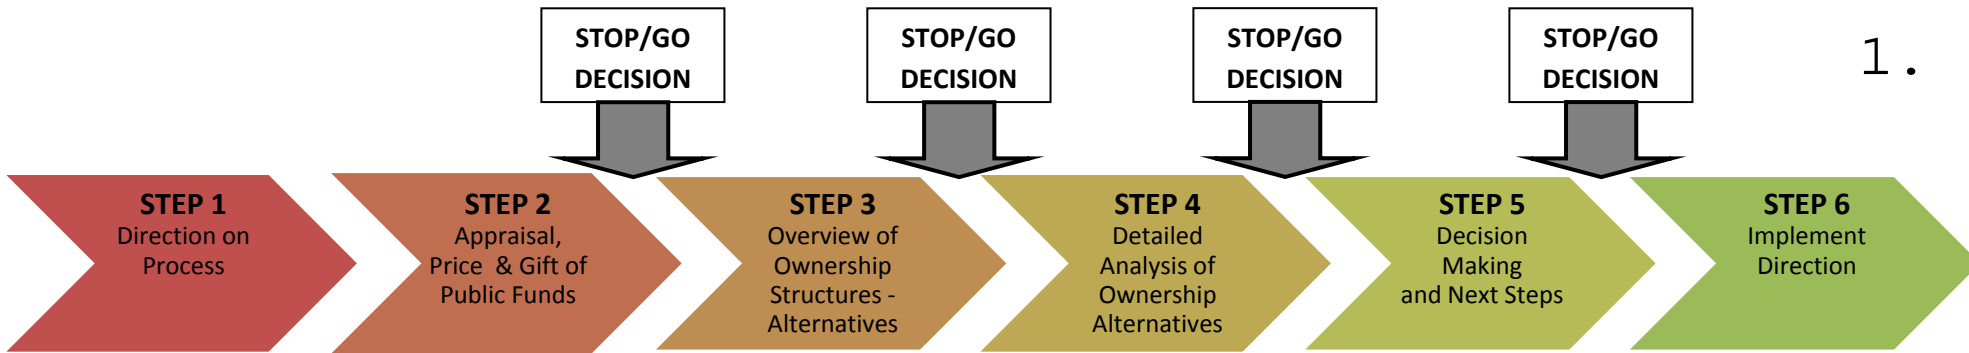 STOP/GO
DECISION
STOP/GO
DECISION
STOP/GO
DECISION
STOP/GO
DECISION
1.
STEP 1
Direction on
Process
STEP 2
Appraisal,
Price & Gift of
Public Funds
STEP 3
Overview of
Ownership
Structures -
Alternatives
STEP 4
Detailed
Analysis of
Ownership
Alternatives
STEP 5
Decision
Making
and Next Steps
STEP 6
Implement
Direction